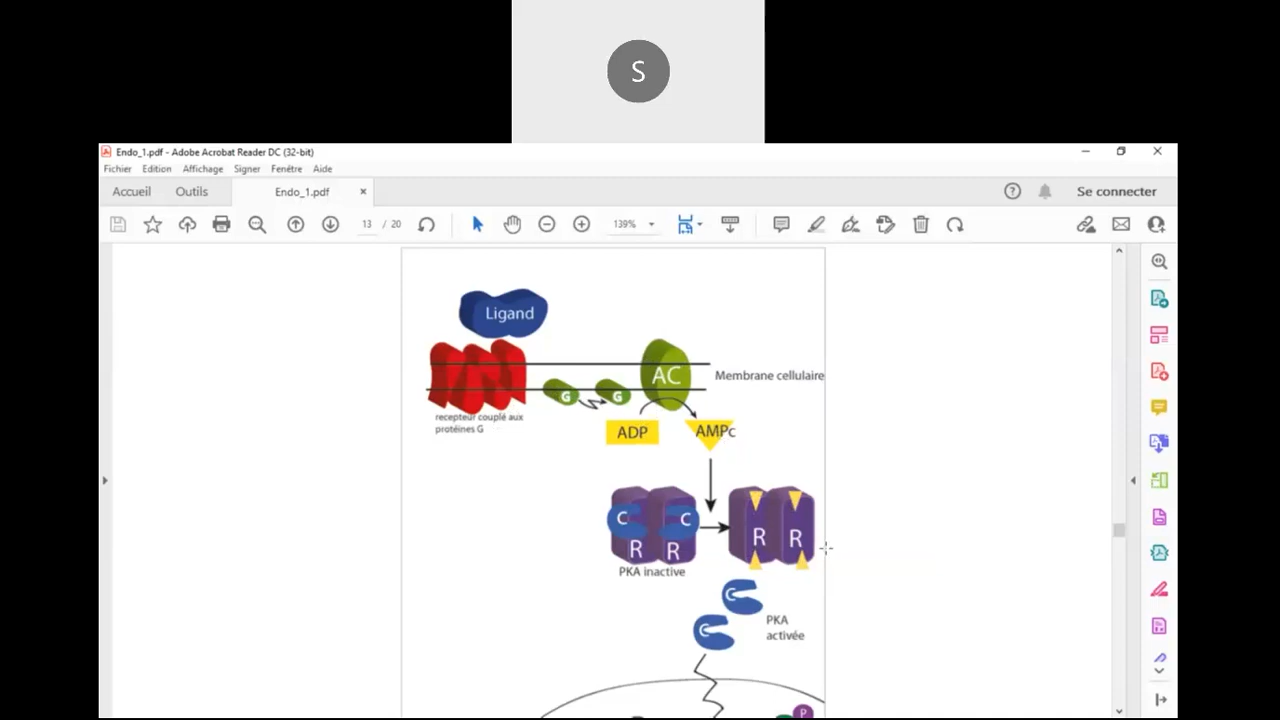 S
Endo_1.pdf - Adobe Acrobat Reader DC (32-bit)
Fichier Edition Affichage Signer Fenêtre Aide
Accueil Outils Endo_1.pdf × Se connecter
13 / 20 139%
Ligand
AC
Membrane cellulaire
G G
recepteur couplé aux
protéines G
ADP AMPc
C C
R R R R
PKA inactive
C
C
PKA
activée
P